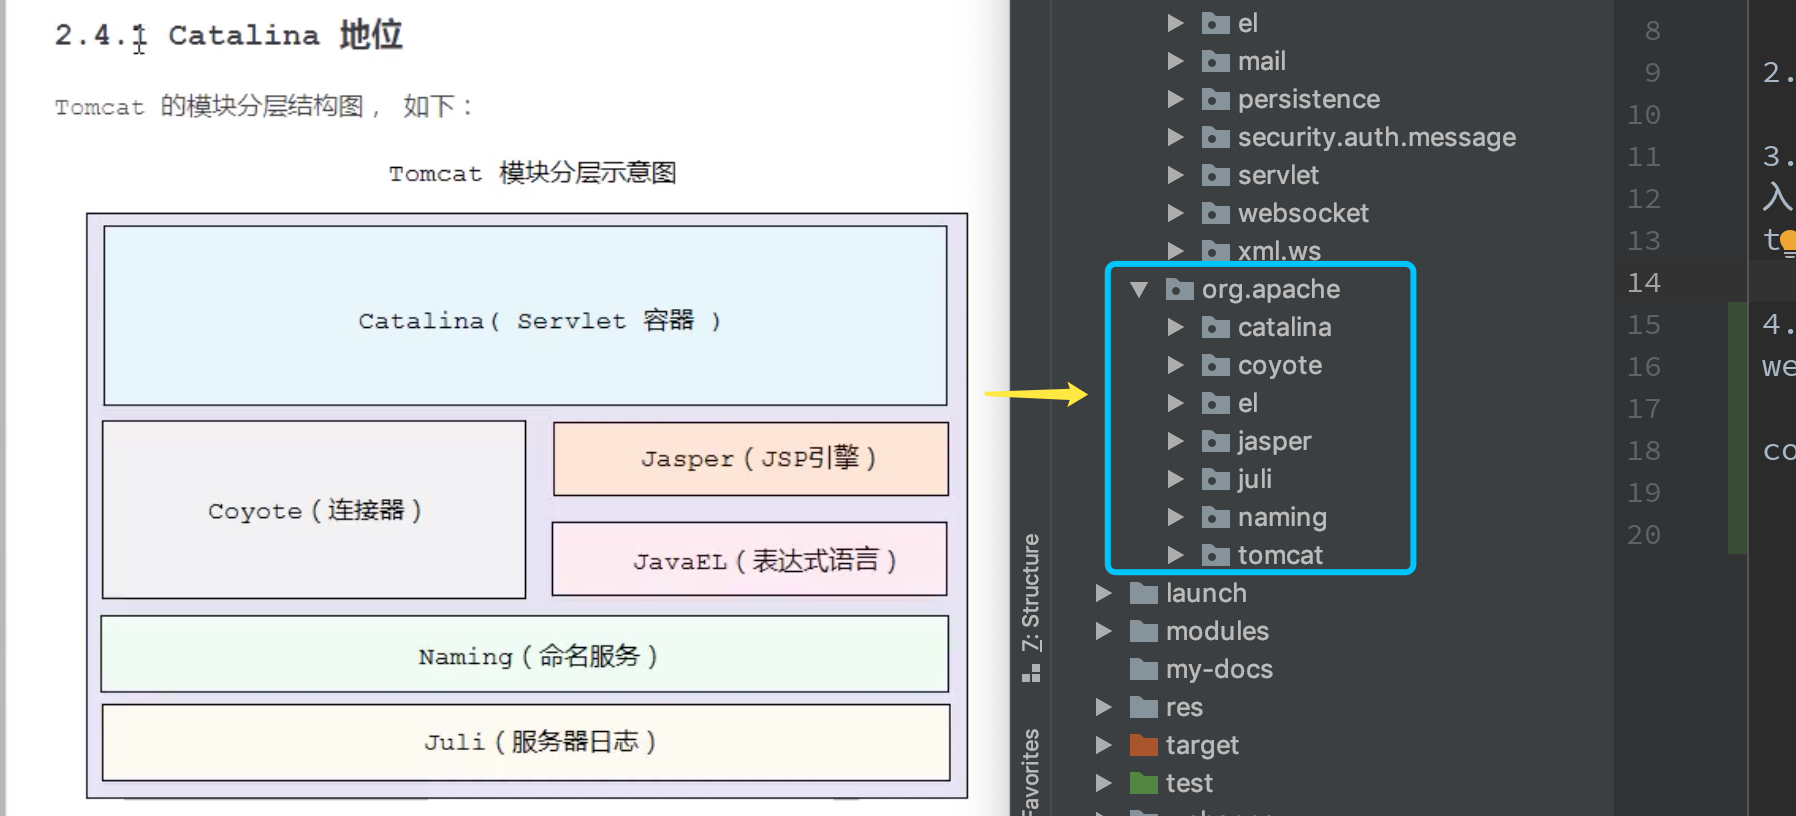 2.4.1 Catalina 地位
Tomcat 的模块分层结构图， 如下：
Tomcat 模块分层示意图
Catalina( Servlet 容器 )
Coyote(连接器)
Jasper(JSP引擎)
JavaEL(表达式语言)
Naming(命名服务)
Juli(服务器日志)
el
mail
persistence
security.auth.message
servlet
websocket
xml.ws
org.apache
catalina
coyote
el
jasper
juli
naming
tomcat
launch
modules
my-docs
res
target
test
7: Structure
Favorites
8
9
10
11
12
13
14
15
16
17
18
19
20
2.
3.
入
t
4.
we
co